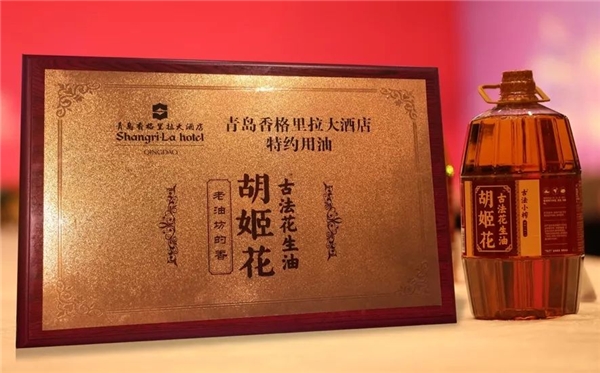 青岛香格里拉大酒店
Shangri-La hotel
QINGDAO
青岛香格里拉大酒店
特约用油
古法花生油
胡姬花
老油坊的香
胡姬花
古法花生油
古法小榨